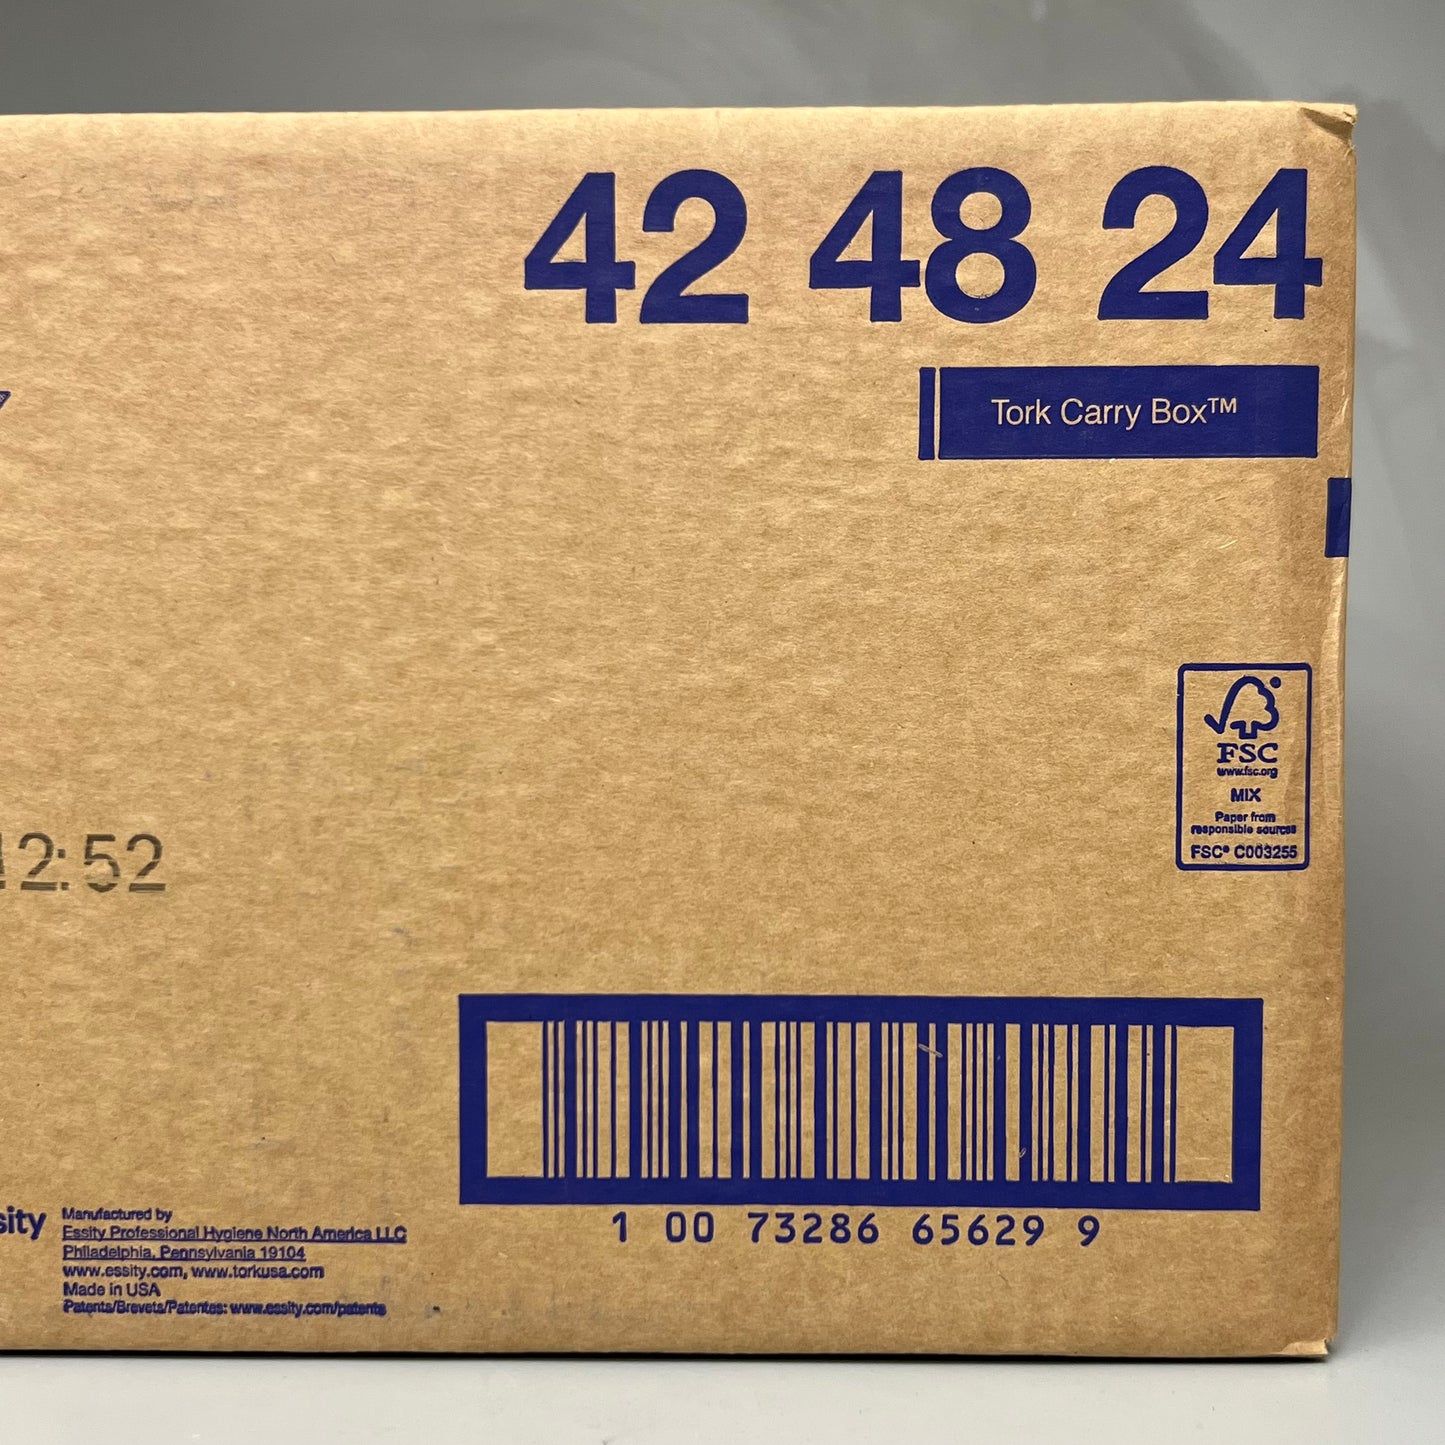 42 48 24
Tork Carry Box™
FSC
www.fsc.org
MIX
Paper from
responsible sources
FSC® C003255
12:52
1 00 73286 65629 9
sity
Manufactured by
Essity Professional Hygiene North America LLC
Philadelphia, Pennsylvania 19104
www.essity.com, www.torkusa.com
Made in USA
Patents/Brevets/Patentes: www.essity.com/patents